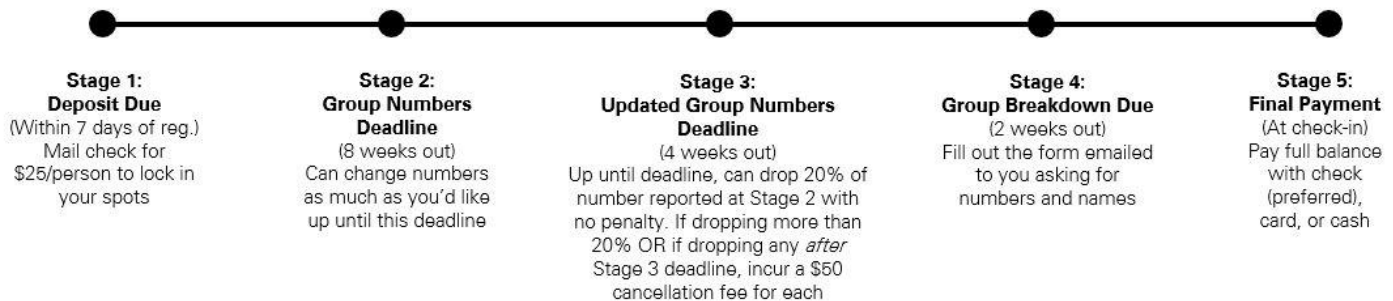 Stage 1:
Deposit Due
(Within 7 days of reg.)
Mail check for
$25/person to lock in
your spots
Stage 2:
Group Numbers
Deadline
(8 weeks out)
Can change numbers
as much as you'd like
up until this deadline
Stage 3:
Updated Group Numbers
Deadline
(4 weeks out)
Up until deadline, can drop 20% of
number reported at Stage 2 with
no penalty. If dropping more than
20% OR if dropping any after
Stage 3 deadline, incur a $50
cancellation fee for each
Stage 4:
Group Breakdown Due
(2 weeks out)
Fill out the form emailed
to you asking for
numbers and names
Stage 5:
Final Payment
(At check-in)
Pay full balance
with check
(preferred),
card, or cash